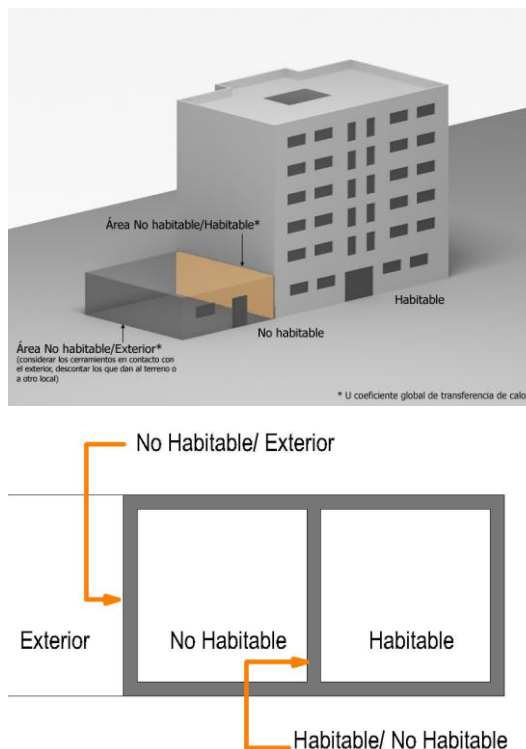 Área No habitable/Habitable*
Habitable
No habitable
Área No habitable/Exterior*
(considerar los cerramientos en contacto con
el exterior, descontar los que dan al terreno o
a otro local)
* U coeficiente global de transferencia de calo
No Habitable/ Exterior
Exterior
No Habitable
Habitable
Habitable/ No Habitable